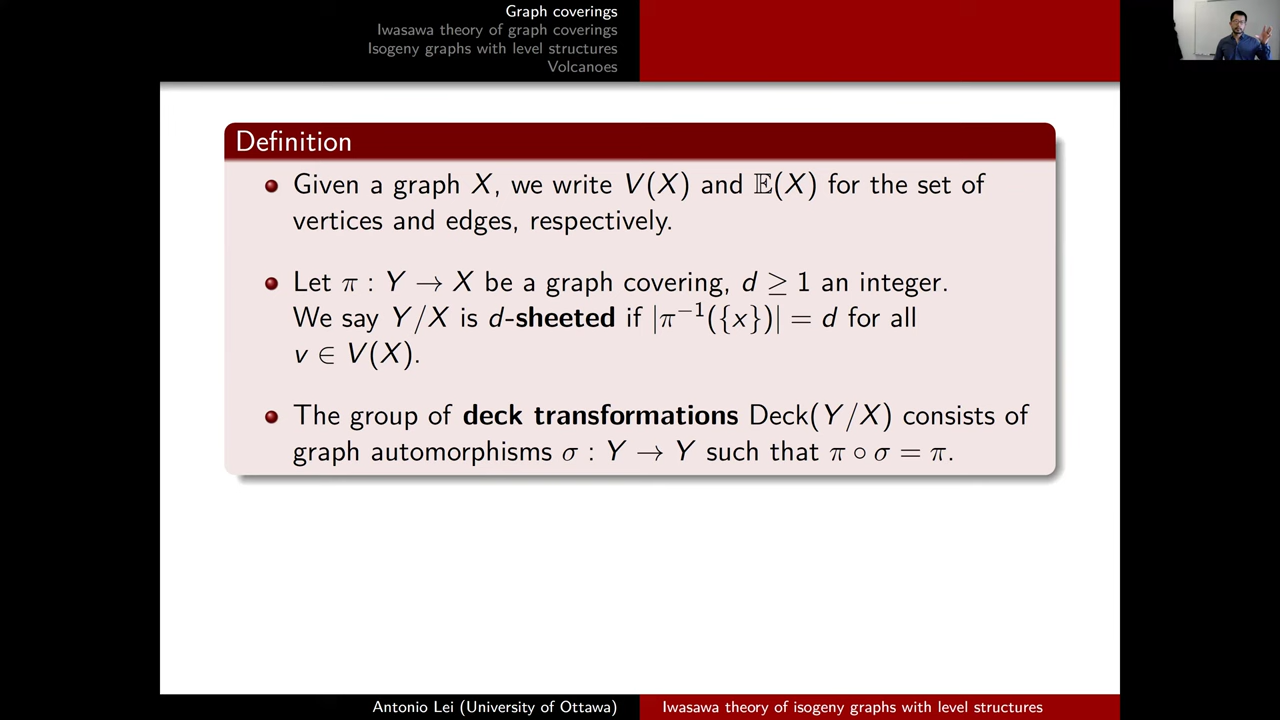 Graph coverings
Iwasawa theory of graph coverings
Isogeny graphs with level structures
Volcanoes
Definition
Given a graph X, we write V(X) and 𝔼(X) for the set of
vertices and edges, respectively.
Let π : Y → X be a graph covering, d ≥ 1 an integer.
We say Y/X is d-sheeted if |π⁻¹({x})| = d for all
v ∈ V(X).
The group of deck transformations Deck(Y/X) consists of
graph automorphisms σ : Y → Y such that π ∘ σ = π.
Antonio Lei (University of Ottawa)
Iwasawa theory of isogeny graphs with level structures